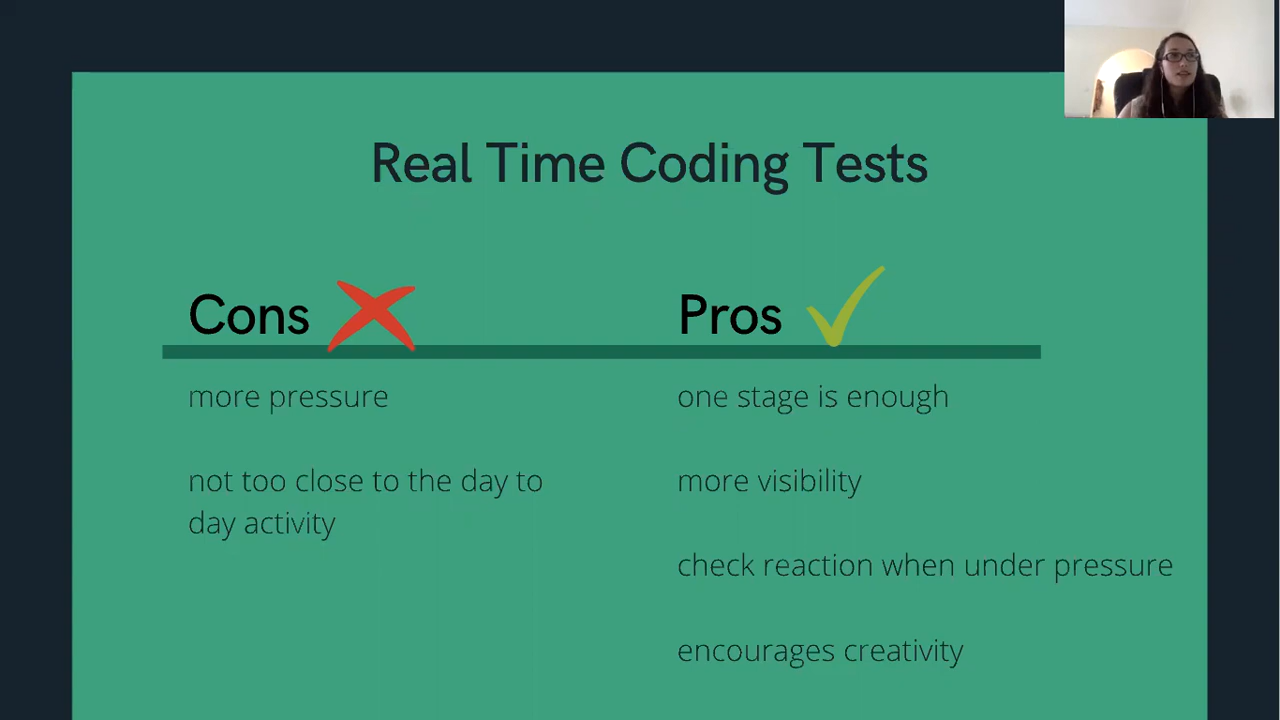 Real Time Coding Tests
Cons
more pressure
not too close to the day to
day activity
Pros
one stage is enough
more visibility
check reaction when under pressure
encourages creativity